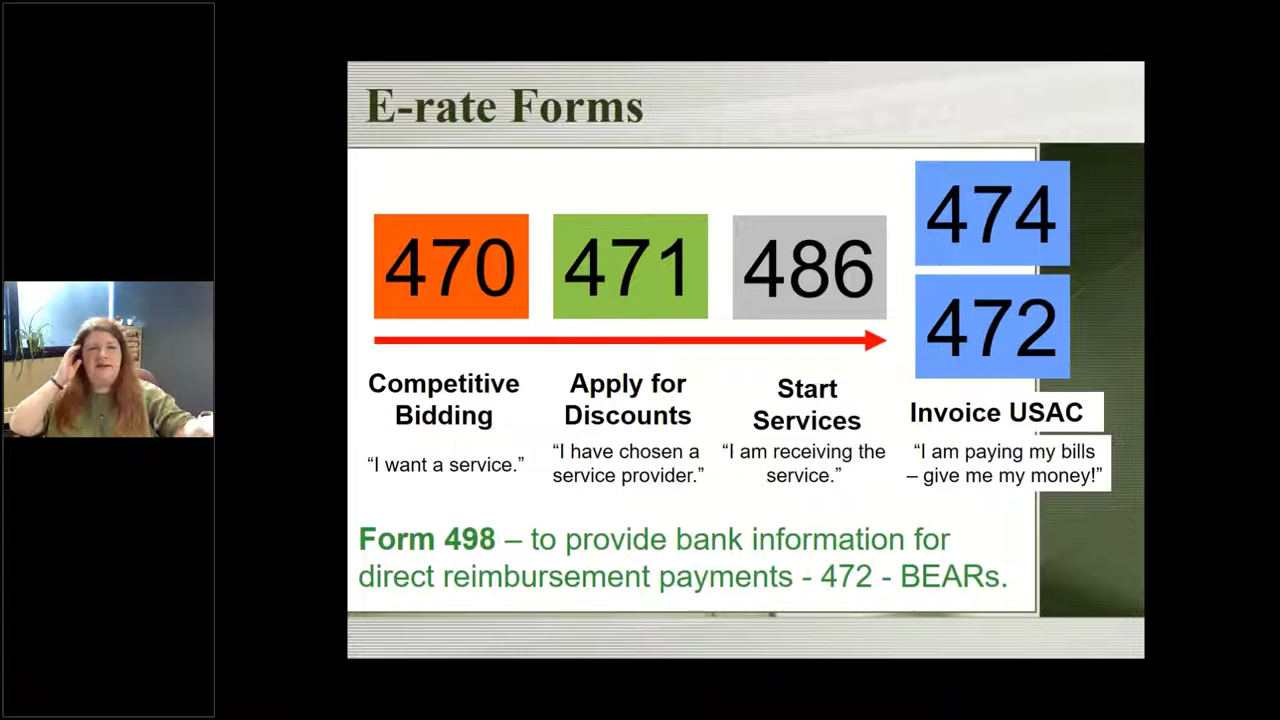 E-rate Forms
470
471
486
474
472
Competitive
Bidding
“I want a service.”
Apply for
Discounts
“I have chosen a
service provider.”
Start
Services
“I am receiving the
service.”
Invoice USAC
“I am paying my bills
– give me my money!”
Form 498 – to provide bank information for
direct reimbursement payments - 472 - BEARs.